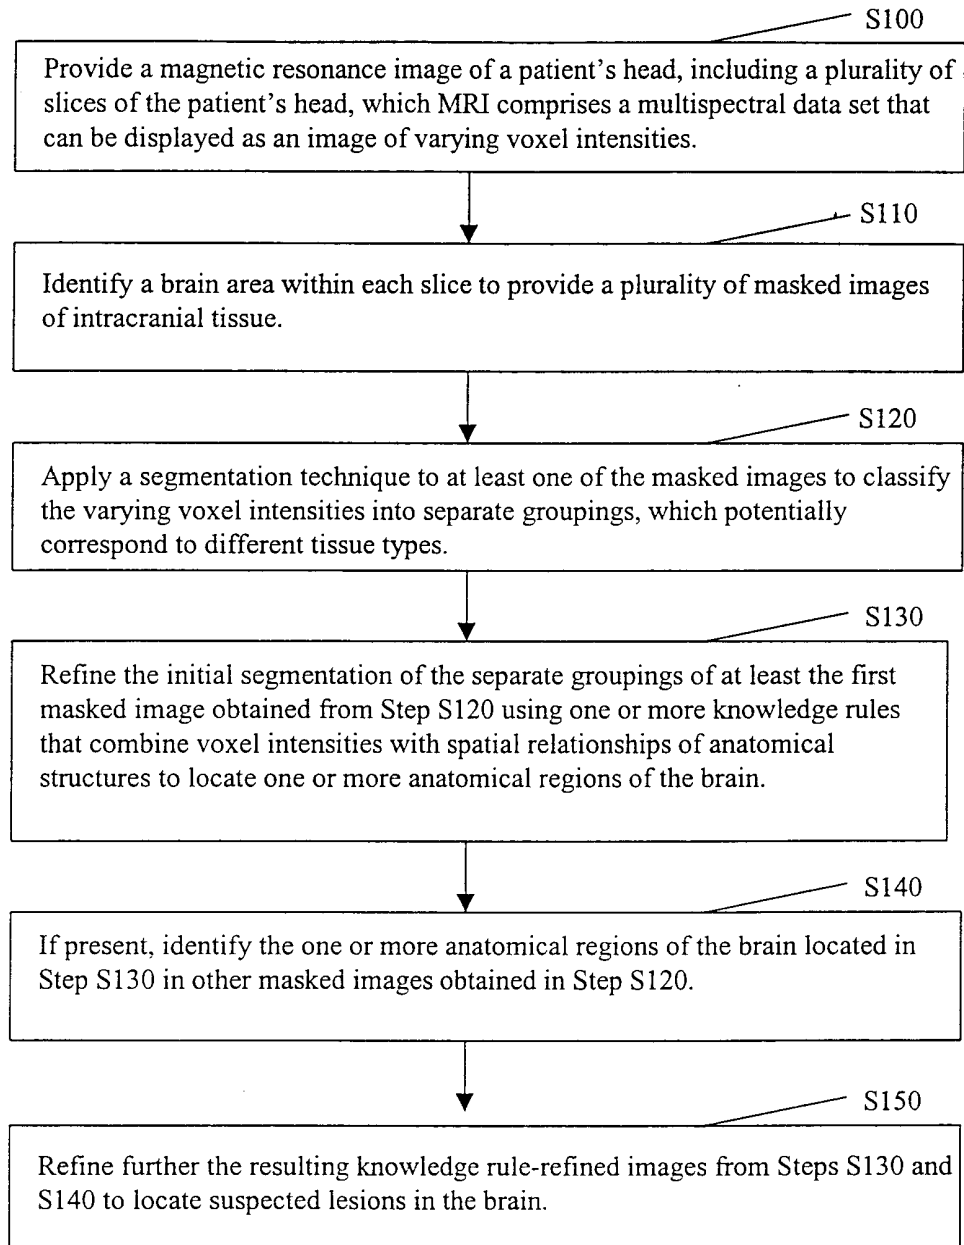 S100
Provide a magnetic resonance image of a patient's head, including a plurality of
slices of the patient's head, which MRI comprises a multispectral data set that
can be displayed as an image of varying voxel intensities.
S110
Identify a brain area within each slice to provide a plurality of masked images
of intracranial tissue.
S120
Apply a segmentation technique to at least one of the masked images to classify
the varying voxel intensities into separate groupings, which potentially
correspond to different tissue types.
S130
Refine the initial segmentation of the separate groupings of at least the first
masked image obtained from Step S120 using one or more knowledge rules
that combine voxel intensities with spatial relationships of anatomical
structures to locate one or more anatomical regions of the brain.
S140
If present, identify the one or more anatomical regions of the brain located in
Step S130 in other masked images obtained in Step S120.
S150
Refine further the resulting knowledge rule-refined images from Steps S130 and
S140 to locate suspected lesions in the brain.